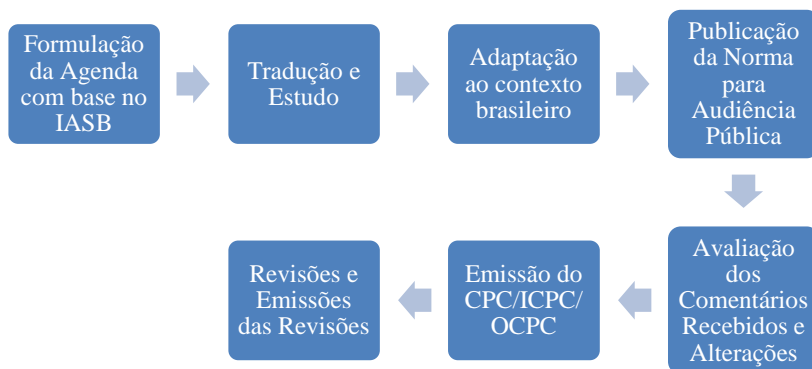 Formulação
da Agenda
com base no
IASB
Tradução e
Estudo
Adaptação
ao contexto
brasileiro
Publicação
da Norma
para
Audiência
Pública
Avaliação
dos
Comentários
Recebidos e
Alterações
Emissão do
CPC/ICPC/
OCPC
Revisões e
Emissões
das Revisões